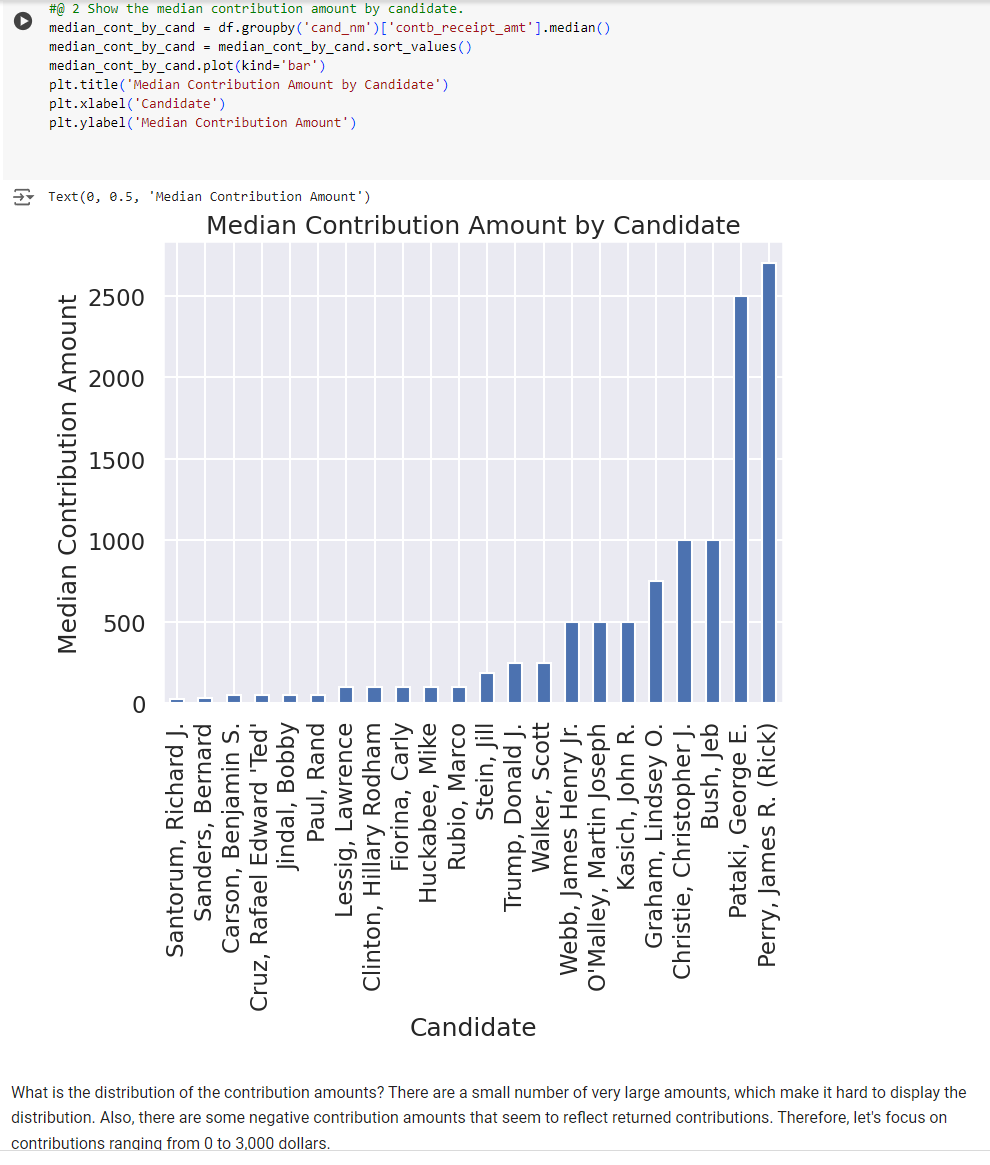 #@ 2 Show the median contribution amount by candidate.
median_cont_by_cand = df.groupby('cand_nm')['contb_receipt_amt'].median()
median_cont_by_cand = median_cont_by_cand.sort_values()
median_cont_by_cand.plot(kind='bar')
plt.title('Median Contribution Amount by Candidate')
plt.xlabel('Candidate')
plt.ylabel('Median Contribution Amount')
Text(0, 0.5, 'Median Contribution Amount')
Median Contribution Amount by Candidate
Median Contribution Amount
2500
2000
1500
1000
500
0
Santorum, Richard J.
Sanders, Bernard
Carson, Benjamin S.
Cruz, Rafael Edward 'Ted'
Jindal, Bobby
Paul, Rand
Lessig, Lawrence
Clinton, Hillary Rodham
Fiorina, Carly
Huckabee, Mike
Rubio, Marco
Stein, Jill
Trump, Donald J.
Walker, Scott
Webb, James Henry Jr.
O'Malley, Martin Joseph
Kasich, John R.
Graham, Lindsey O.
Christie, Christopher J.
Bush, Jeb
Pataki, George E.
Perry, James R. (Rick)
Candidate
What is the distribution of the contribution amounts? There are a small number of very large amounts, which make it hard to display the
distribution. Also, there are some negative contribution amounts that seem to reflect returned contributions. Therefore, let's focus on
contributions ranging from 0 to 3,000 dollars.